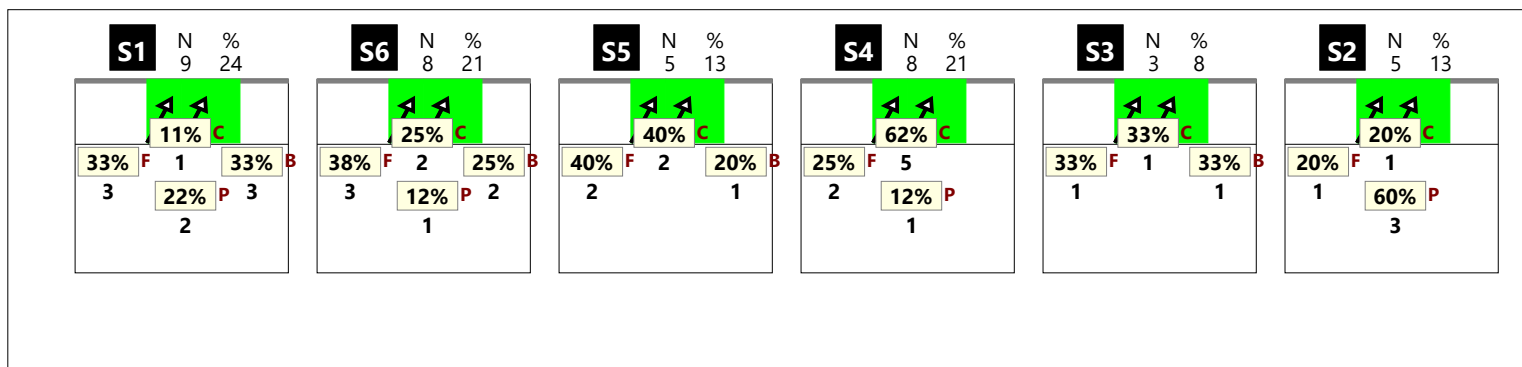 S1 N % 9 24
11% C
1
33% F 33% B
3 3
22% P
2
S6 N % 8 21
25% C
2
38% F 25% B
3 2
12% P
1
S5 N % 5 13
40% C
2
40% F 20% B
2 1
S4 N % 8 21
62% C
5
25% F
2
12% P
1
S3 N % 3 8
33% C
1
33% F 33% B
1 1
S2 N % 5 13
20% C
1
20% F
1
60% P
3